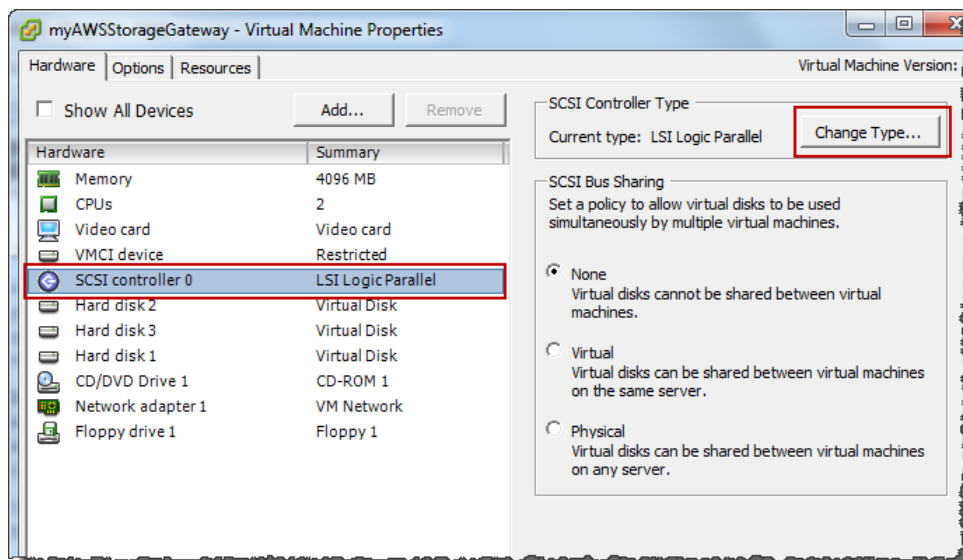 myAWSStorageGateway - Virtual Machine Properties
Hardware Options Resources Virtual Machine Version:
Show All Devices Add... Remove
Hardware Summary
Memory 4096 MB
CPUs 2
Video card Video card
VMCI device Restricted
SCSI controller 0 LSI Logic Parallel
Hard disk 2 Virtual Disk
Hard disk 3 Virtual Disk
Hard disk 1 Virtual Disk
CD/DVD Drive 1 CD-ROM 1
Network adapter 1 VM Network
Floppy drive 1 Floppy 1
SCSI Controller Type
Current type: LSI Logic Parallel Change Type...
SCSI Bus Sharing
Set a policy to allow virtual disks to be used
simultaneously by multiple virtual machines.
None
Virtual disks cannot be shared between virtual
machines.
Virtual
Virtual disks can be shared between virtual machines
on the same server.
Physical
Virtual disks can be shared between virtual machines
on any server.